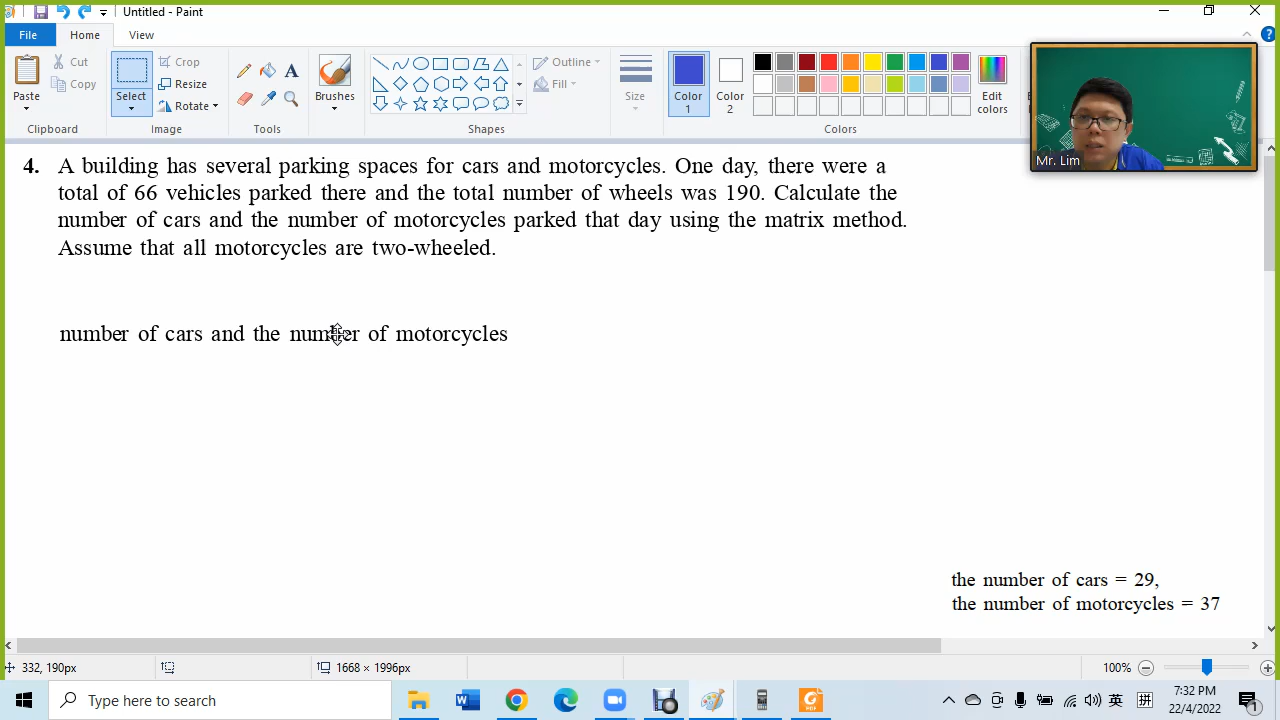 Untitled - Paint
File
Home
View
Paste
Cut
Copy
Clipboard
Select
Crop
Resize
Rotate
Image
A
Tools
Brushes
Outline
Fill
Shapes
Size
Color
1
Color
2
Edit
colors
Colors
Mr. Lim
4. A building has several parking spaces for cars and motorcycles. One day, there were a
total of 66 vehicles parked there and the total number of wheels was 190. Calculate the
number of cars and the number of motorcycles parked that day using the matrix method.
Assume that all motorcycles are two-wheeled.
number of cars and the number of motorcycles
the number of cars = 29,
the number of motorcycles = 37
332, 190px
1668 × 1996px
100%
Type here to search
英
拼
7:32 PM
22/4/2022
1